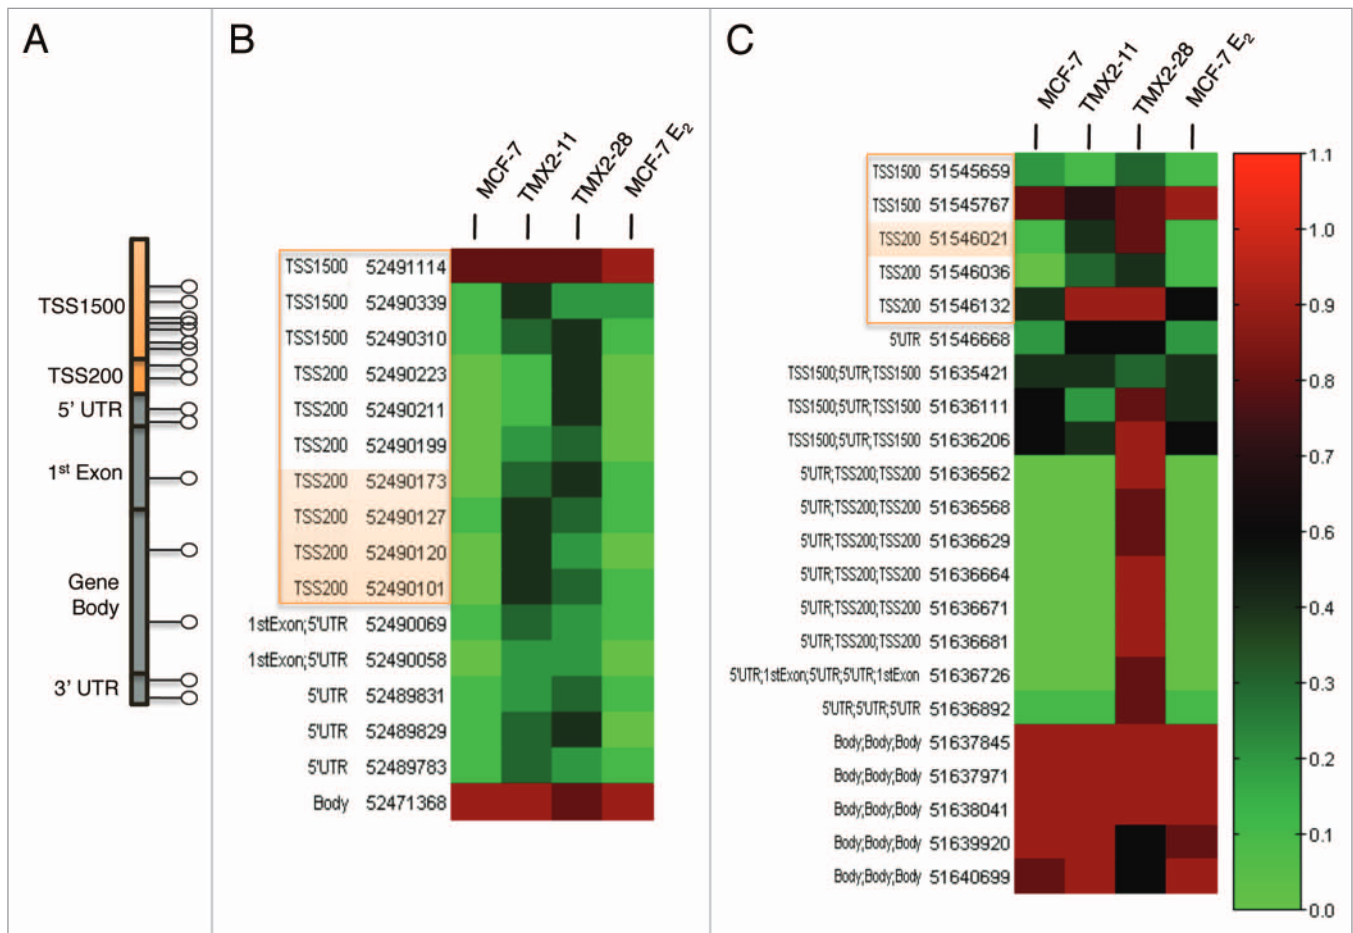 A
TSS1500
TSS200
5' UTR
1st Exon
Gene
Body
3' UTR
B
MCF-7
TMX2-11
TMX2-28
MCF-7 E2
TSS1500 52491114
TSS1500 52490339
TSS1500 52490310
TSS200 52490223
TSS200 52490211
TSS200 52490199
TSS200 52490173
TSS200 52490127
TSS200 52490120
TSS200 52490101
1stExon;5'UTR 52490069
1stExon;5'UTR 52490058
5'UTR 52489831
5'UTR 52489829
5'UTR 52489783
Body 52471368
C
MCF-7
TMX2-11
TMX2-28
MCF-7 E2
TSS1500 51545659
TSS1500 51545767
TSS200 51546021
TSS200 51546036
TSS200 51546132
5'UTR 51546668
TSS1500;5'UTR;TSS1500 51635421
TSS1500;5'UTR;TSS1500 51636111
TSS1500;5'UTR;TSS1500 51636206
5'UTR;TSS200;TSS200 51636562
5'UTR;TSS200;TSS200 51636568
5'UTR;TSS200;TSS200 51636629
5'UTR;TSS200;TSS200 51636664
5'UTR;TSS200;TSS200 51636671
5'UTR;TSS200;TSS200 51636681
5'UTR;1stExon;5'UTR;5'UTR;1stExon 51636726
5'UTR;5'UTR;5'UTR 51636892
Body;Body;Body 51637845
Body;Body;Body 51637971
Body;Body;Body 51638041
Body;Body;Body 51639920
Body;Body;Body 51640699
1.1
1.0
0.9
0.8
0.7
0.6
0.4
0.3
1.2
0.1
0.0